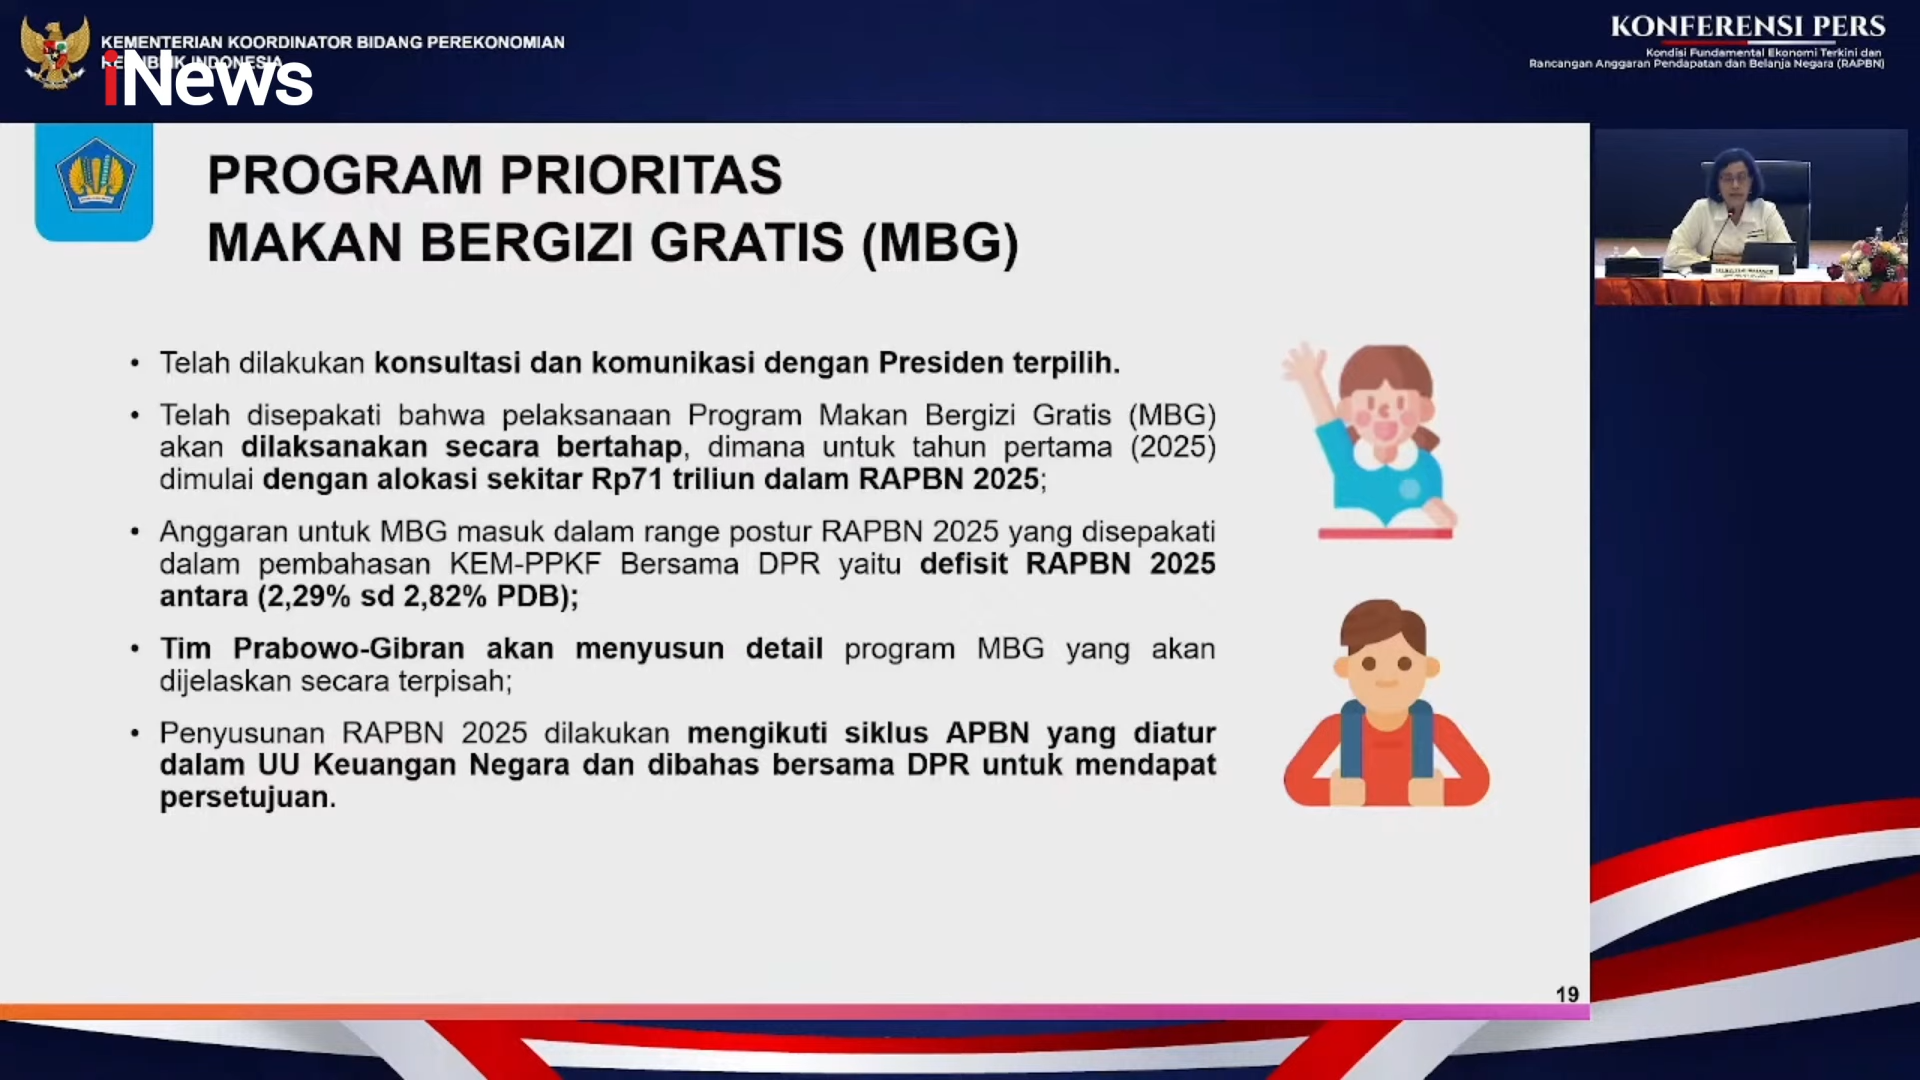 KEMENTERIAN KOORDINATOR BIDANG PEREKONOMIAN
REPUBLIK INDONESIA
iNews
KONFERENSI PERS
Kondisi Fundamental Ekonomi Terkini dan
Rancangan Anggaran Pendapatan dan Belanja Negara (RAPBN)
PROGRAM PRIORITAS
MAKAN BERGIZI GRATIS (MBG)
• Telah dilakukan konsultasi dan komunikasi dengan Presiden terpilih.
• Telah disepakati bahwa pelaksanaan Program Makan Bergizi Gratis (MBG)
akan dilaksanakan secara bertahap, dimana untuk tahun pertama (2025)
dimulai dengan alokasi sekitar Rp71 triliun dalam RAPBN 2025;
• Anggaran untuk MBG masuk dalam range postur RAPBN 2025 yang disepakati
dalam pembahasan KEM-PPKF Bersama DPR yaitu defisit RAPBN 2025
antara (2,29% sd 2,82% PDB);
• Tim Prabowo-Gibran akan menyusun detail program MBG yang akan
dijelaskan secara terpisah;
• Penyusunan RAPBN 2025 dilakukan mengikuti siklus APBN yang diatur
dalam UU Keuangan Negara dan dibahas bersama DPR untuk mendapat
persetujuan.
19